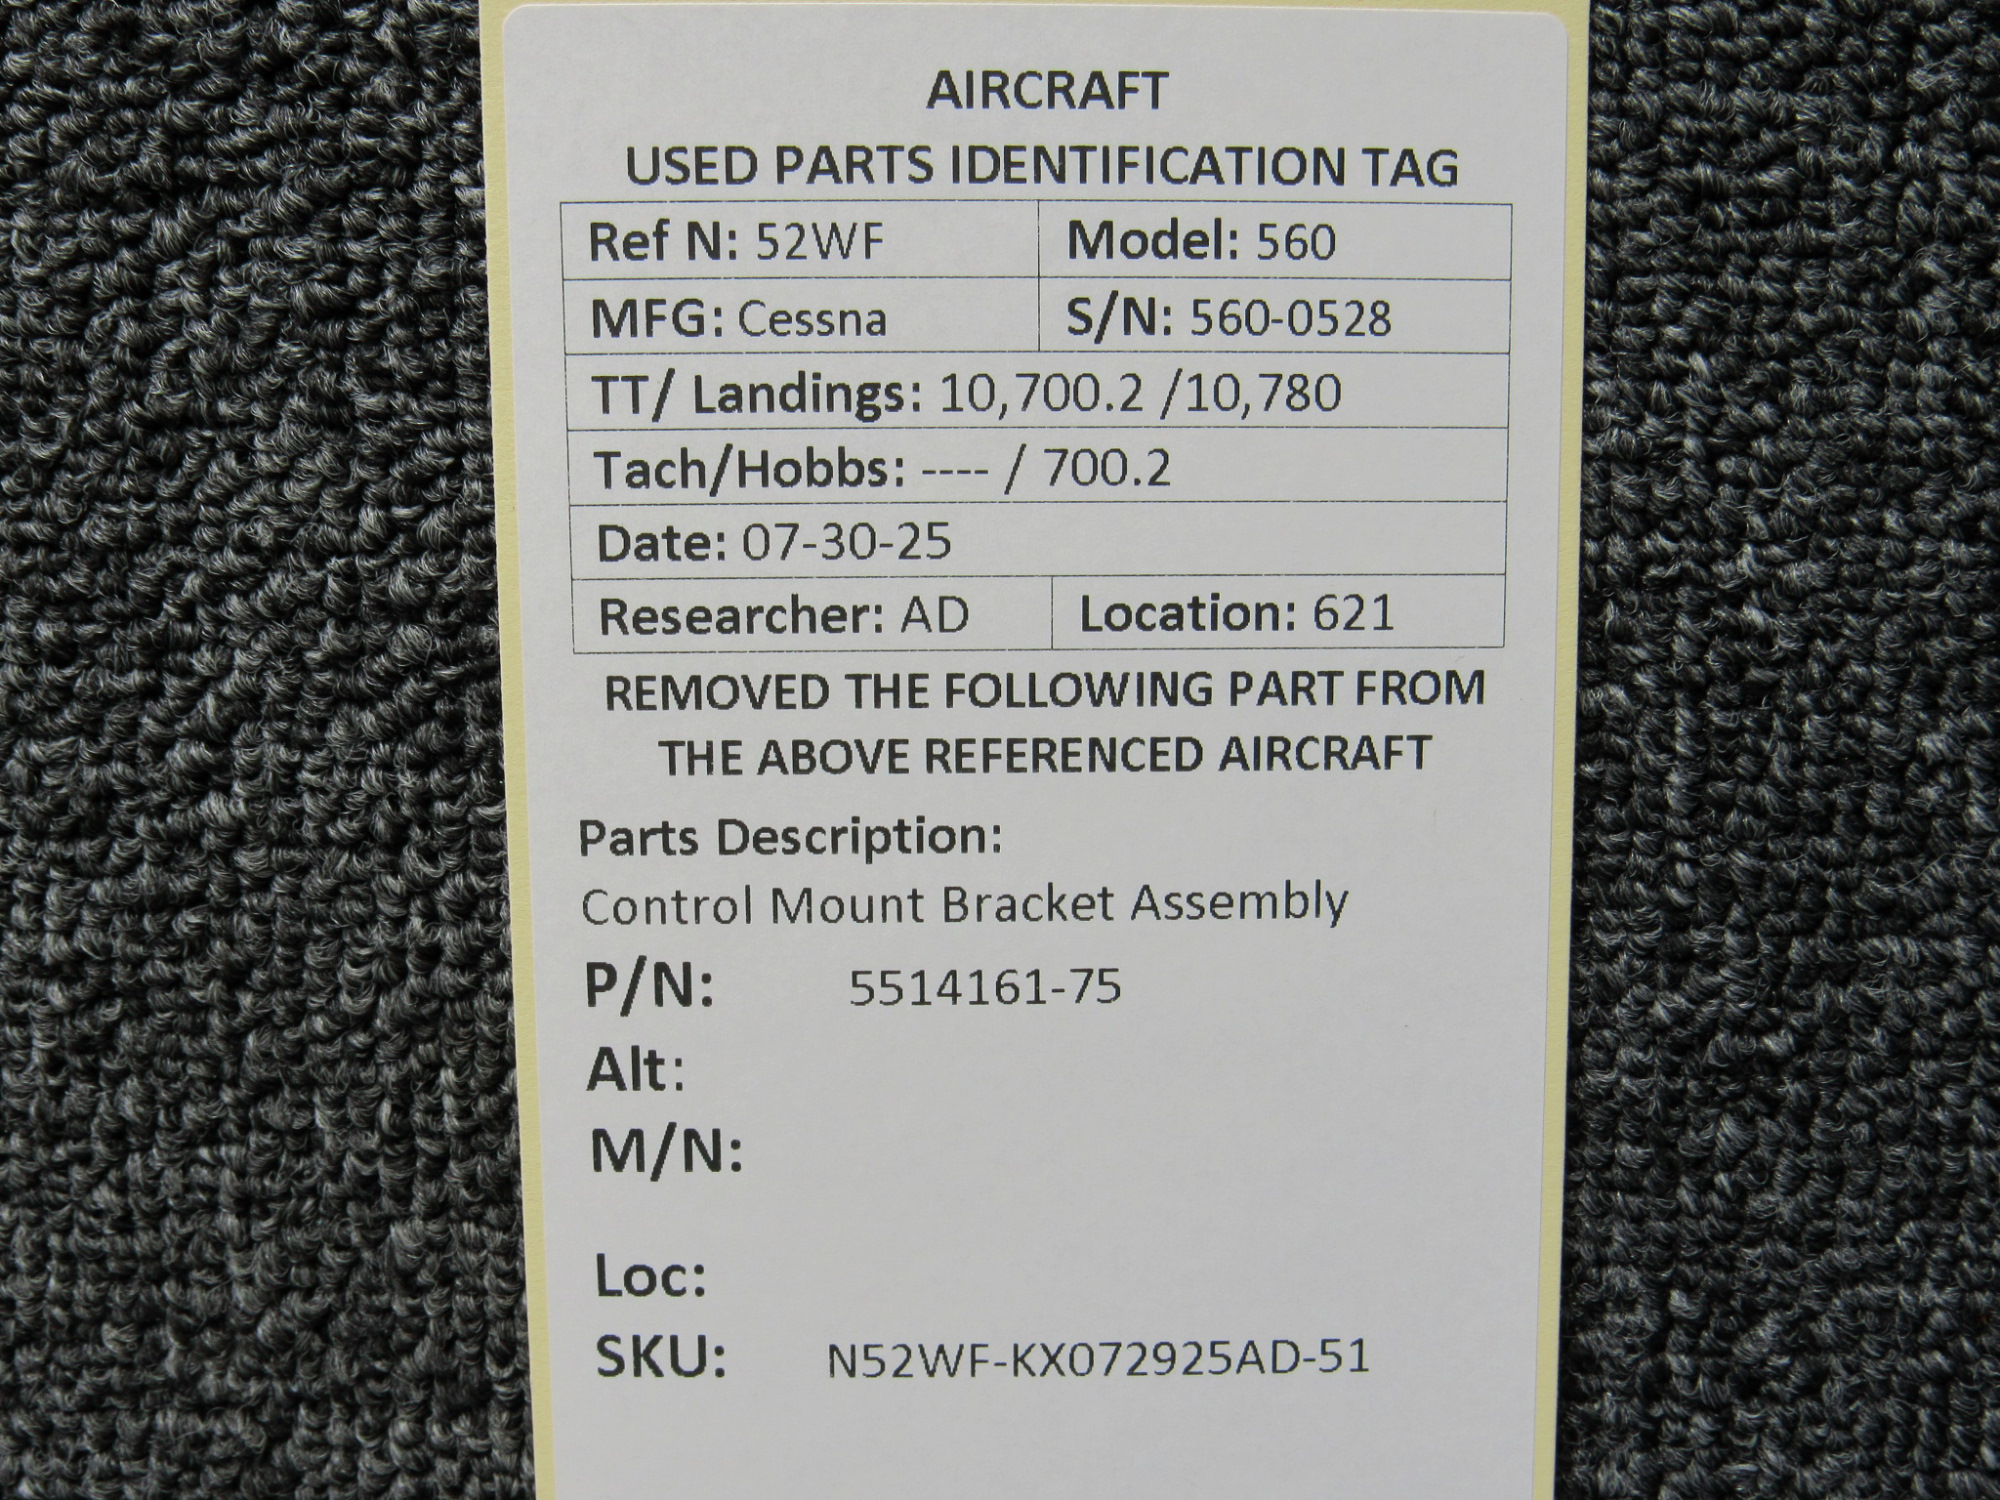 AIRCRAFT
USED PARTS IDENTIFICATION TAG
Ref N: 52WF Model: 560
MFG: Cessna S/N: 560-0528
TT/ Landings: 10,700.2 /10,780
Tach/Hobbs: ---- / 700.2
Date: 07-30-25
Researcher: AD Location: 621
REMOVED THE FOLLOWING PART FROM
THE ABOVE REFERENCED AIRCRAFT
Parts Description:
Control Mount Bracket Assembly
P/N: 5514161-75
Alt:
M/N:
Loc:
SKU: N52WF-KX072925AD-51